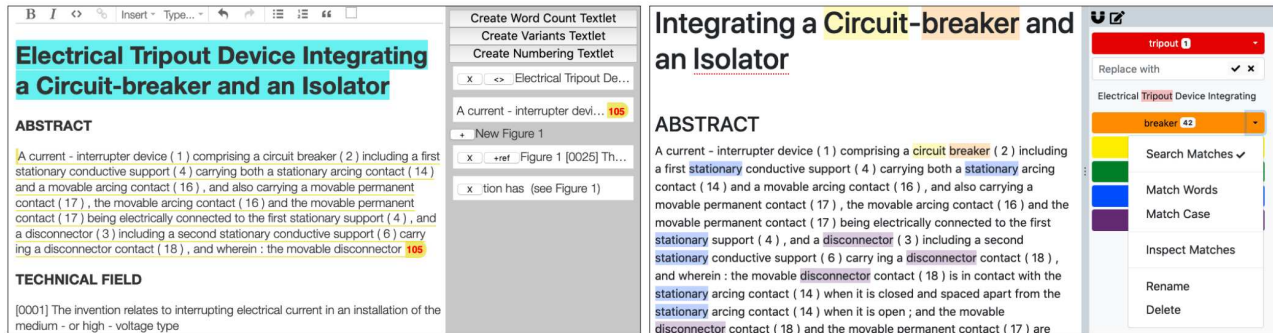 B I <> Insert Type...
Create Word Count Textlet
Create Variants Textlet
Create Numbering Textlet
Electrical Tripout Device Integrating
a Circuit-breaker and an Isolator
ABSTRACT
A current - interrupter device ( 1 ) comprising a circuit breaker ( 2 ) including a first
stationary conductive support ( 4 ) carrying both a stationary arcing contact ( 14 )
and a movable arcing contact ( 16 ) , and also carrying a movable permanent
contact ( 17 ) , the movable arcing contact ( 16 ) and the movable permanent
contact ( 17 ) being electrically connected to the first stationary support ( 4 ) , and
a disconnector ( 3 ) including a second stationary conductive support ( 6 ) carry
ing a disconnector contact ( 18 ) , and wherein : the movable disconnector 105
TECHNICAL FIELD
[0001] The invention relates to interrupting electrical current in an installation of the
medium - or high - voltage type
X <> Electrical Tripout De...
A current - interrupter devi... 105
+ New Figure 1
X +ref Figure 1 [0025] Th...
X tion has (see Figure 1)
Integrating a Circuit-breaker and
an Isolator
ABSTRACT
A current - interrupter device ( 1 ) comprising a circuit breaker ( 2 ) including
a first stationary conductive support ( 4 ) carrying both a stationary arcing
contact ( 14 ) and a movable arcing contact ( 16 ) , and also carrying a
movable permanent contact ( 17 ) , the movable arcing contact ( 16 ) and the
movable permanent contact ( 17 ) being electrically connected to the first
stationary support ( 4 ) , and a disconnector ( 3 ) including a second
stationary conductive support ( 6 ) carry ing a disconnector contact ( 18 ) ,
and wherein : the movable disconnector contact ( 18 ) is in contact with the
stationary arcing contact ( 14 ) when it is closed and spaced apart from the
stationary arcing contact ( 14 ) when it is open ; and the movable
disconnector contact ( 18 ) and the movable permanent contact ( 17 ) are
tripout 1
Replace with
Electrical Tripout Device Integrating
breaker 42
Search Matches
Match Words
Match Case
Inspect Matches
Rename
Delete